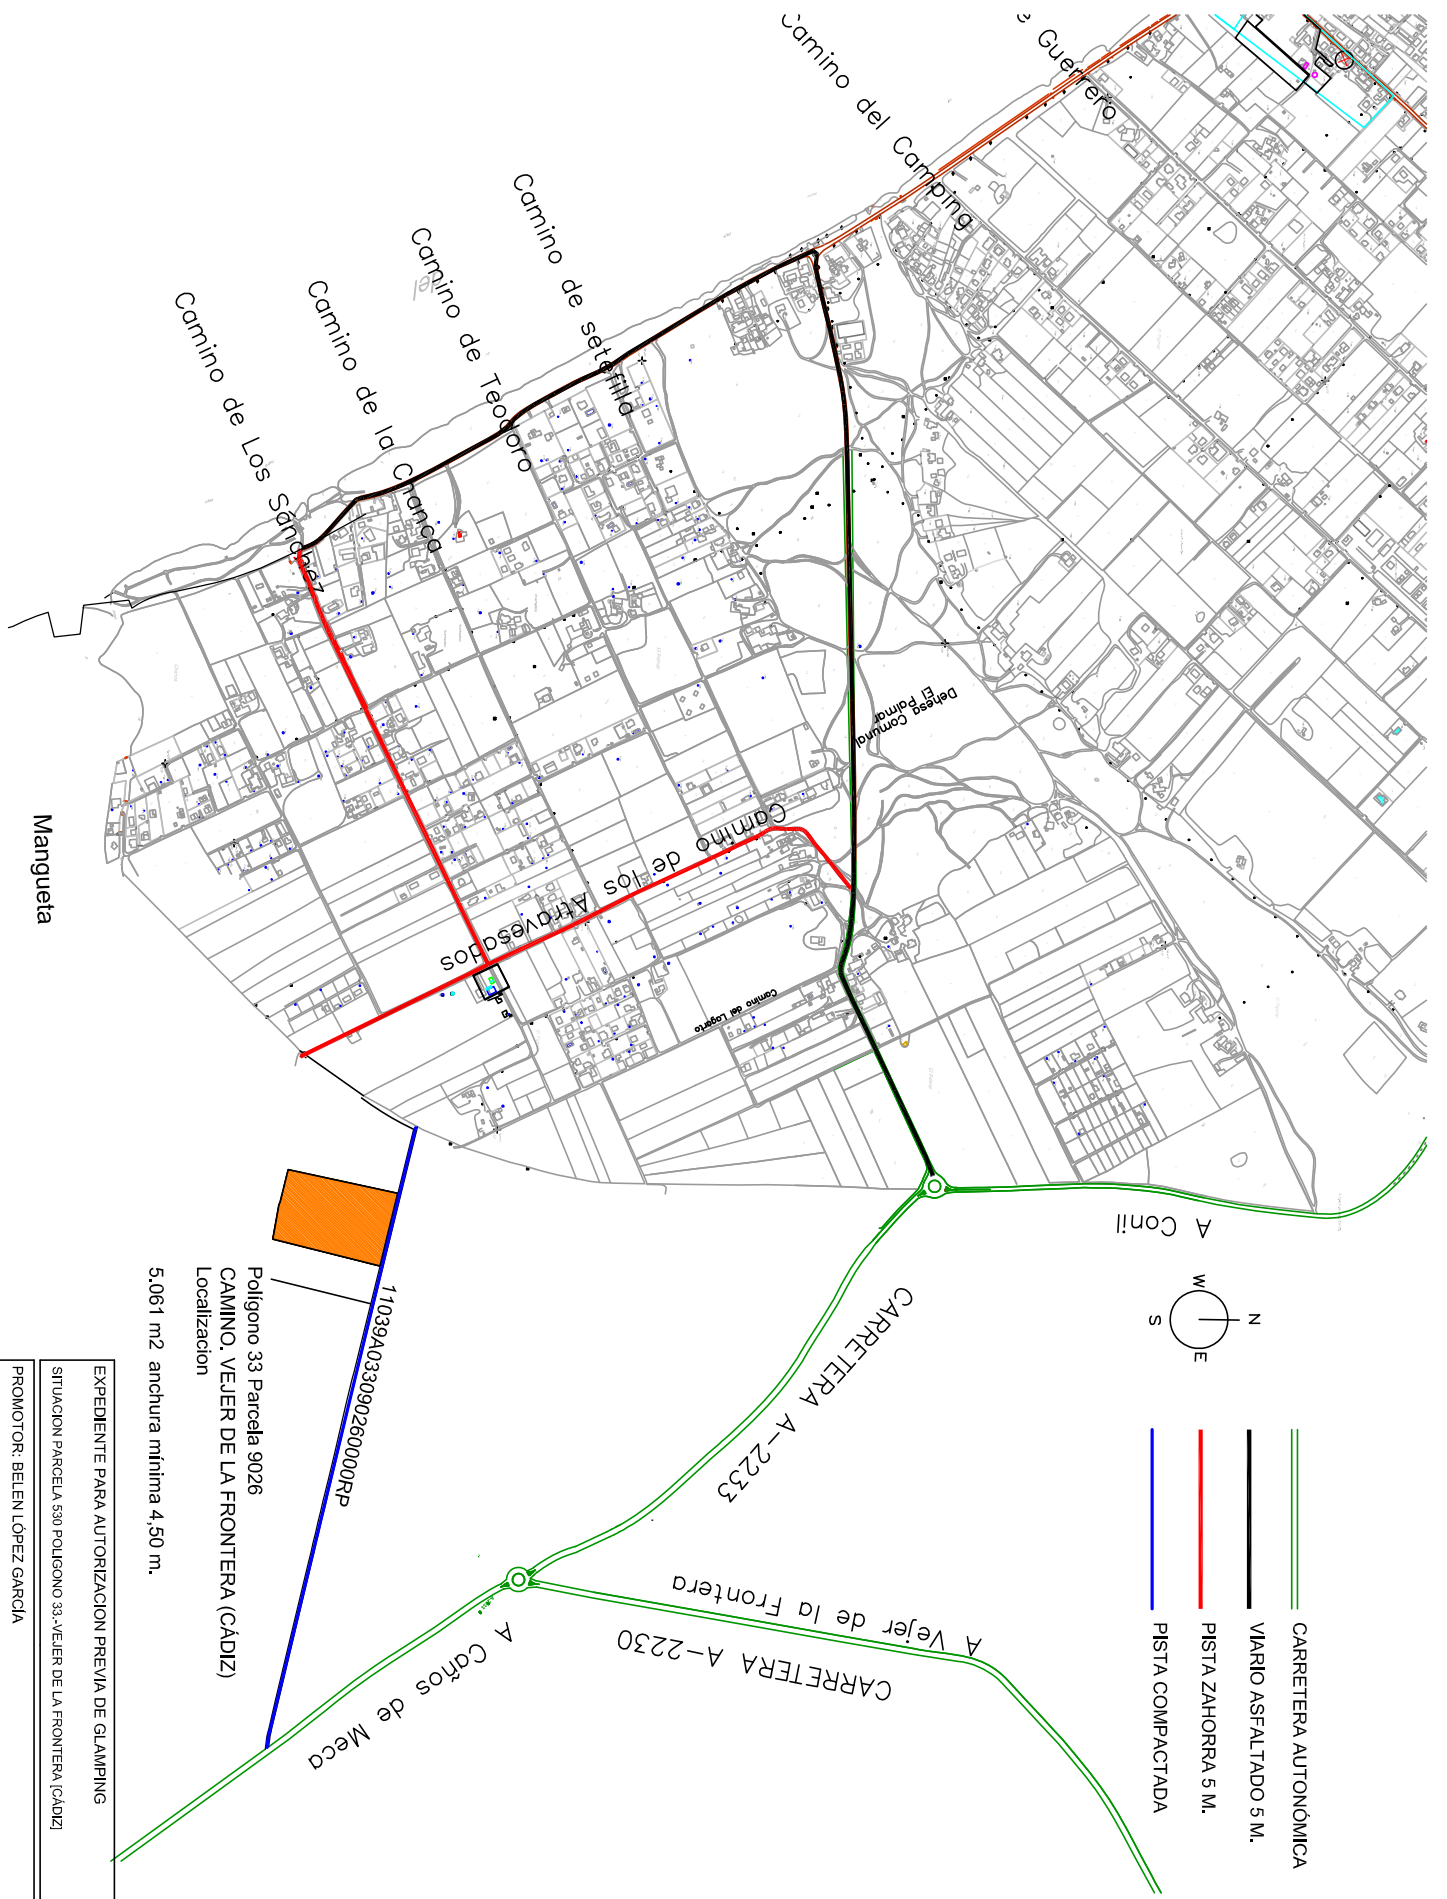 e Guerrero
Camino del Camping
Camino de setefilla
Camino de Teodoro
Camino de la Chanca
Camino de Los Sanchez
Dehesa Comunal
El Palmar
Camino de los
Atravesados
Camino del Lagarto
Mangueta
A Conil
N
W
E
S
CARRETERA A-2233
A Vejer de la Frontera
CARRETERA A-2230
A Caños de Meca
11039A033090260000RP
Polígono 33 Parcela 9026
CAMINO. VEJER DE LA FRONTERA (CÁDIZ)
Localizacion
5.061 m2 anchura mínima 4,50 m.
CARRETERA AUTONÓMICA
VIARIO ASFALTADO 5 M.
PISTA ZAHORRA 5 M.
PISTA COMPACTADA
EXPEDIENTE PARA AUTORIZACION PREVIA DE GLAMPING
SITUACION PARCELA 530 POLIGONO 33.-VEJER DE LA FRONTERA [CÁDIZ]
PROMOTOR: BELEN LÓPEZ GARCÍA